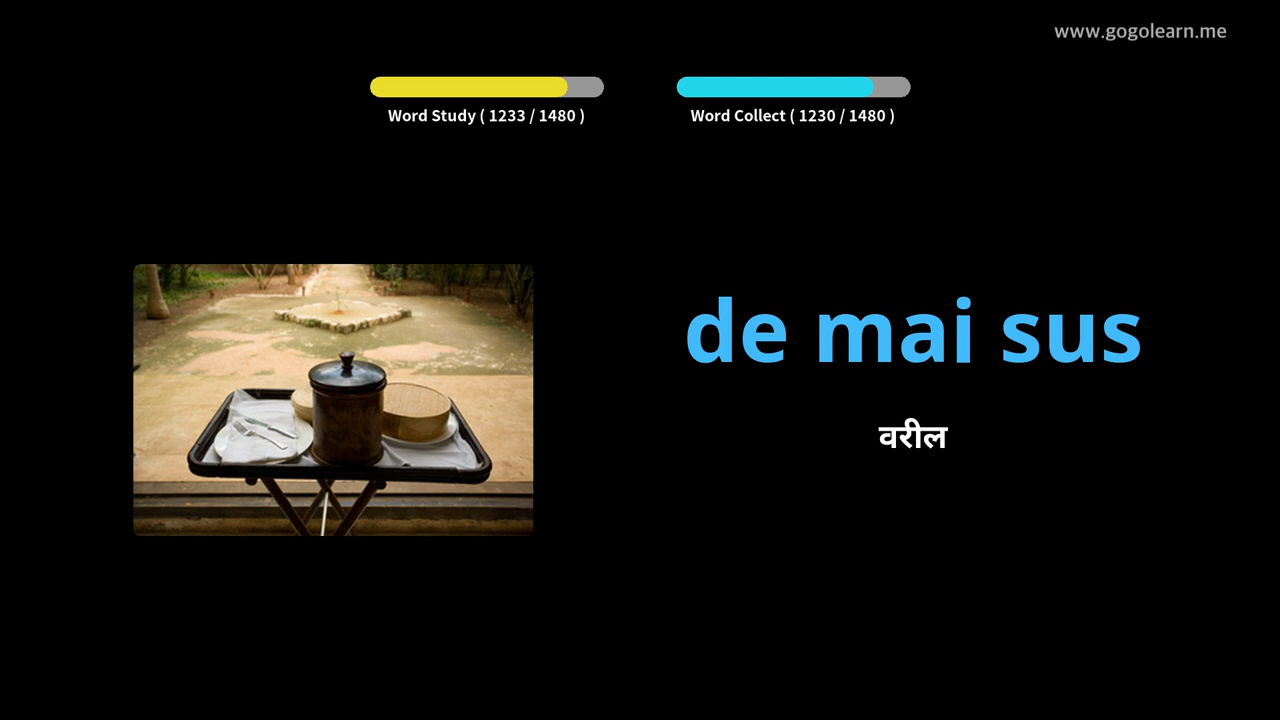 www.gogolearn.me
Word Study ( 1233 / 1480 )
Word Collect ( 1230 / 1480 )
de mai sus
वरील